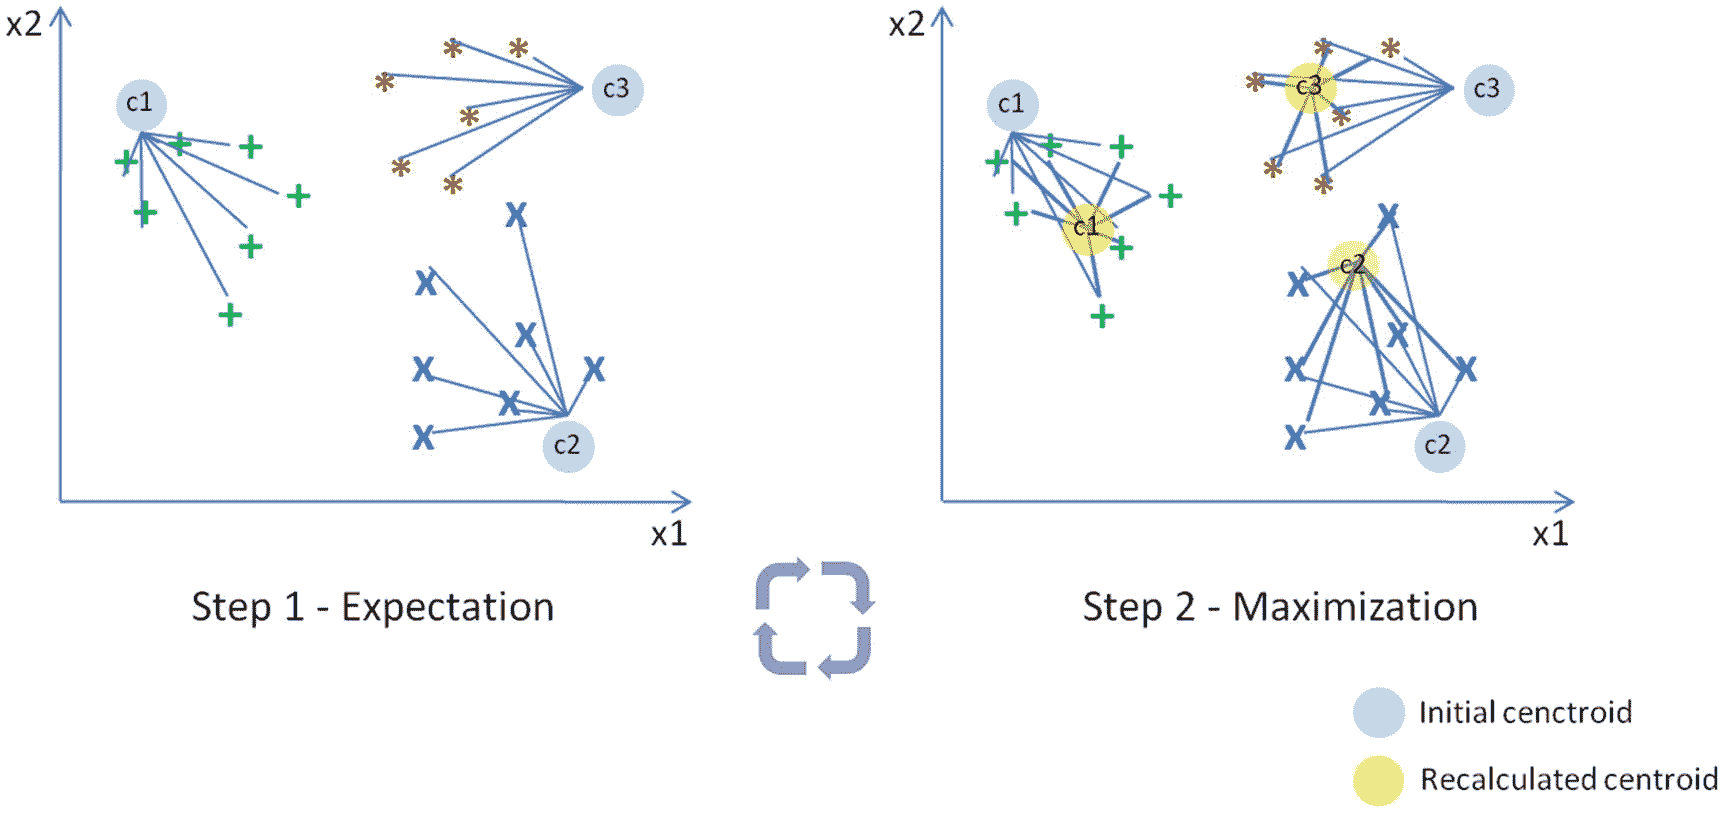 x2
c1
c3
c2
x1
Step 1 - Expectation
x2
c1
c3
c3
c1
c2
c2
x1
Step 2 - Maximization
Initial cenctroid
Recalculated centroid